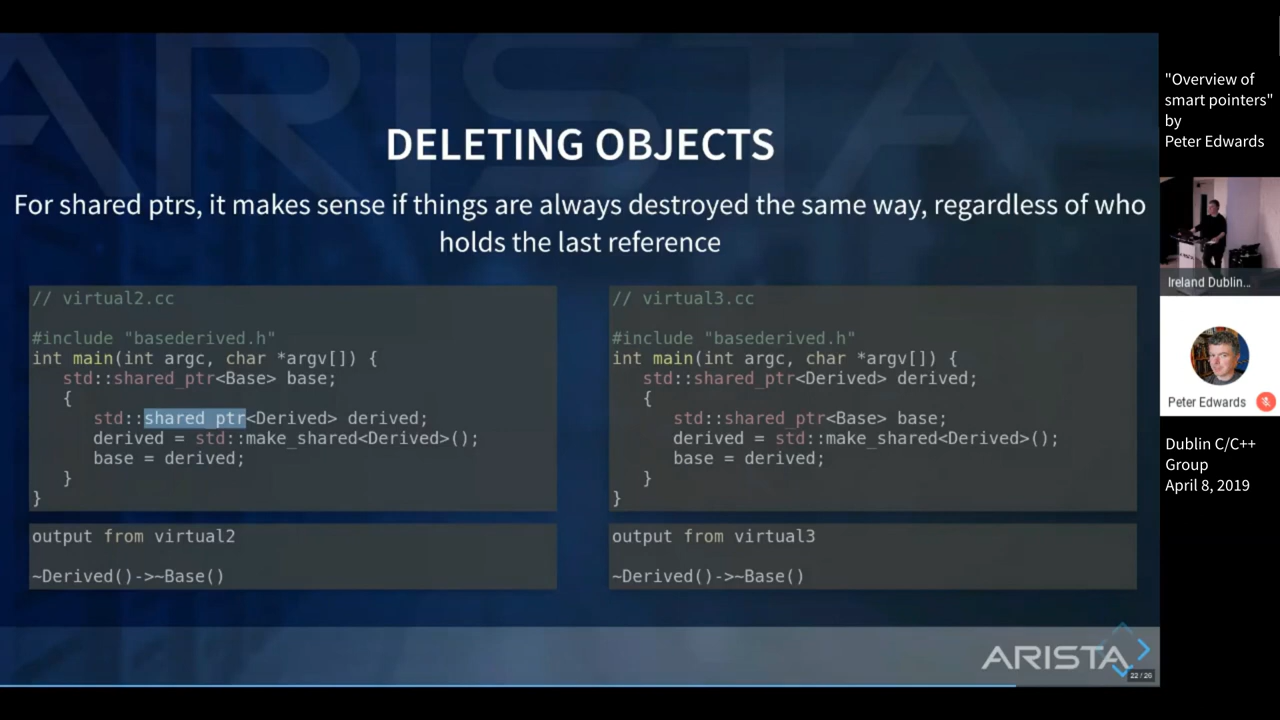 ARISTA
DELETING OBJECTS
For shared ptrs, it makes sense if things are always destroyed the same way, regardless of who
holds the last reference
// virtual2.cc
#include "basederived.h"
int main(int argc, char *argv[]) {
std::shared_ptr<Base> base;
{
std::shared_ptr<Derived> derived;
derived = std::make_shared<Derived>();
base = derived;
}
}
output from virtual2
~Derived()->~Base()
// virtual3.cc
#include "basederived.h"
int main(int argc, char *argv[]) {
std::shared_ptr<Derived> derived;
{
std::shared_ptr<Base> base;
derived = std::make_shared<Derived>();
base = derived;
}
}
output from virtual3
~Derived()->~Base()
ARISTA
22 / 26
"Overview of
smart pointers"
by
Peter Edwards
Ireland Dublin...
Peter Edwards
Dublin C/C++
Group
April 8, 2019